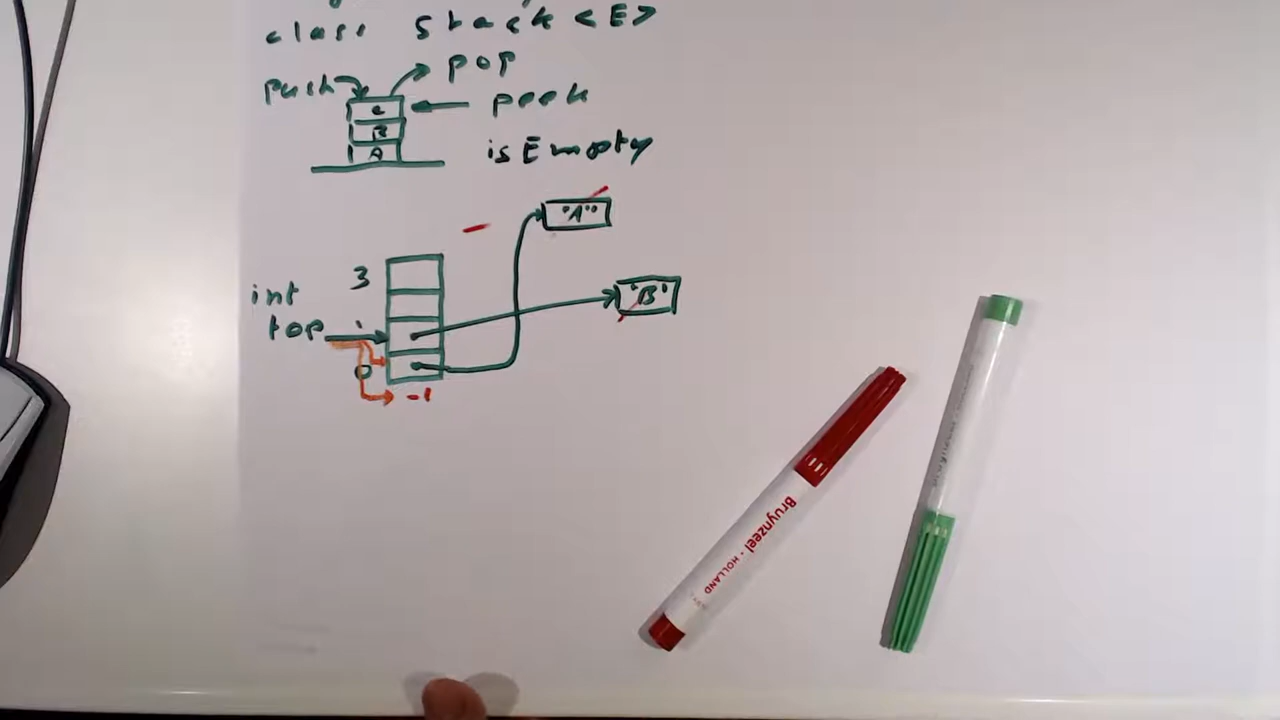 class Stack <E>
pop
push
peek
C
B
A
isEmpty
"A"
3
"B"
int
top
1
0
-1
Bruynzeel · HOLLAND